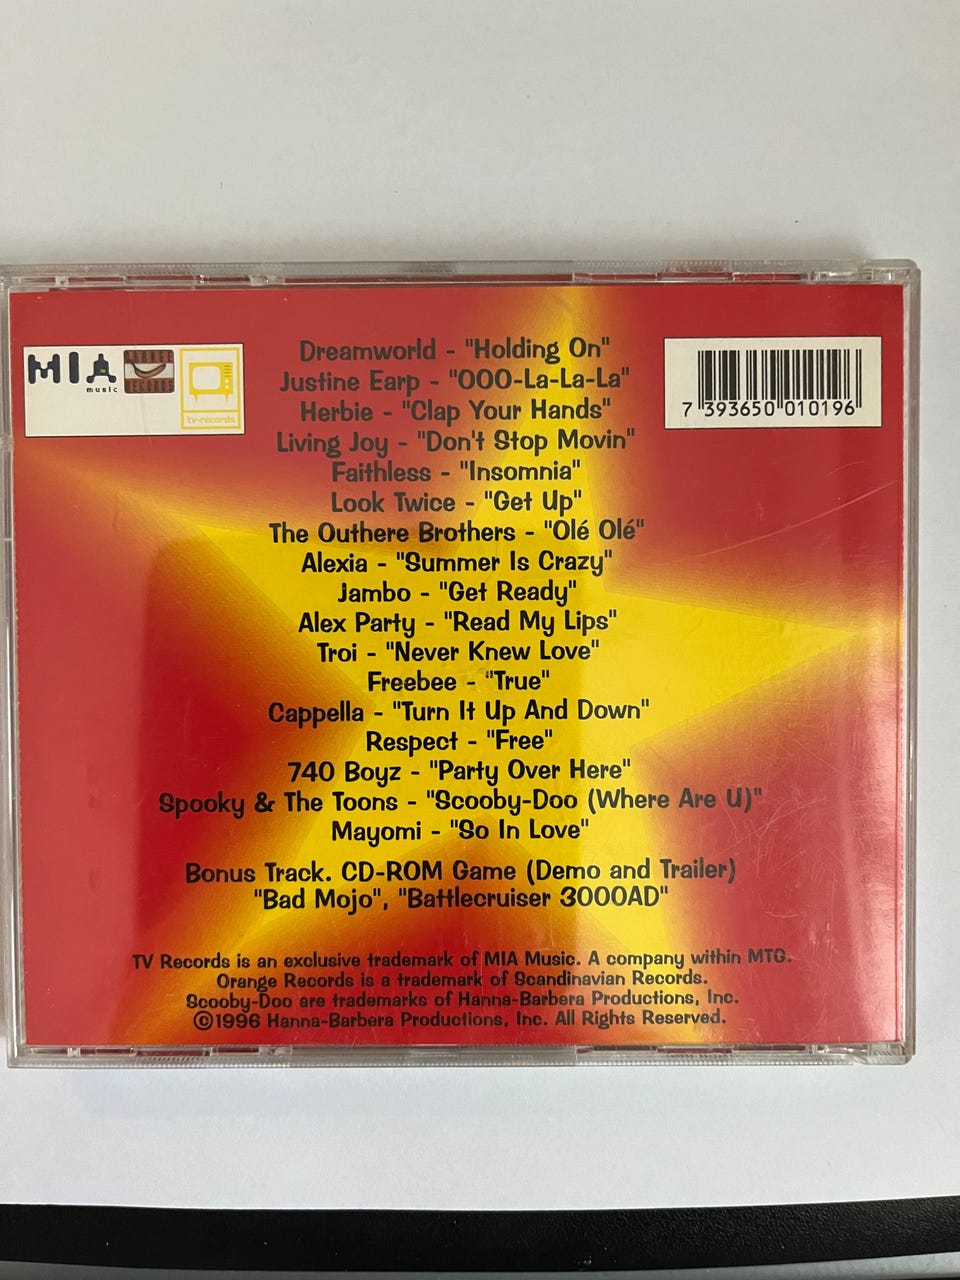 MIA
music
ORANGE
RECORDS
tv-records
7 393650 010196
Dreamworld - "Holding On"
Justine Earp - "OOO-La-La-La"
Herbie - "Clap Your Hands"
Living Joy - "Don't Stop Movin"
Faithless - "Insomnia"
Look Twice - "Get Up"
The Outhere Brothers - "Olé Olé"
Alexia - "Summer Is Crazy"
Jambo - "Get Ready"
Alex Party - "Read My Lips"
Troi - "Never Knew Love"
Freebee - "True"
Cappella - "Turn It Up And Down"
Respect - "Free"
740 Boyz - "Party Over Here"
Spooky & The Toons - "Scooby-Doo (Where Are U)"
Mayomi - "So In Love"
Bonus Track. CD-ROM Game (Demo and Trailer)
"Bad Mojo", "Battlecruiser 3000AD"
TV Records is an exclusive trademark of MIA Music. A company within MTG.
Orange Records is a trademark of Scandinavian Records.
Scooby-Doo are trademarks of Hanna-Barbera Productions, Inc.
©1996 Hanna-Barbera Productions, Inc. All Rights Reserved.